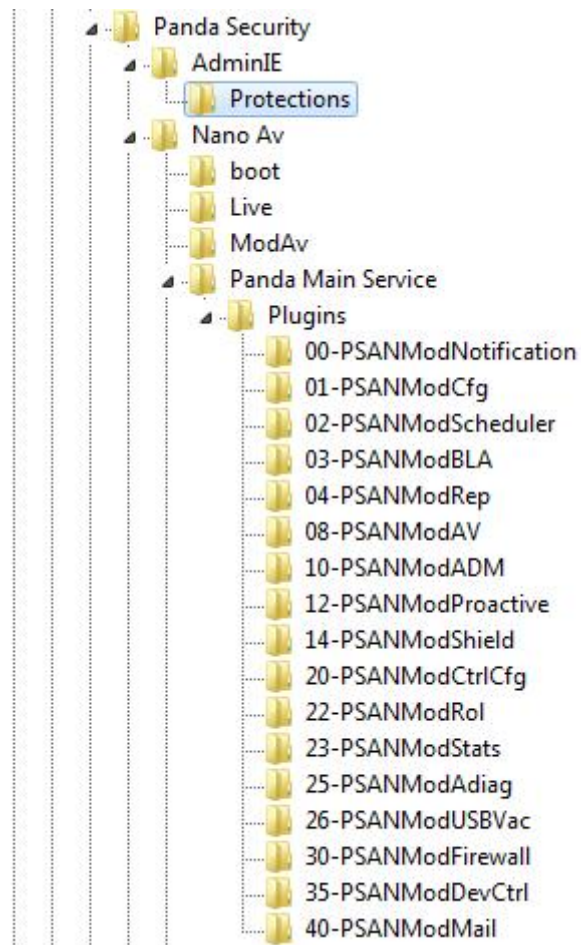 Panda Security
AdminIE
Protections
Nano Av
boot
Live
ModAv
Panda Main Service
Plugins
00-PSANModNotification
01-PSANModCfg
02-PSANModScheduler
03-PSANModBLA
04-PSANModRep
08-PSANModAV
10-PSANModADM
12-PSANModProactive
14-PSANModShield
20-PSANModCtrlCfg
22-PSANModRol
23-PSANModStats
25-PSANModAdiag
26-PSANModUSBVac
30-PSANModFirewall
35-PSANModDevCtrl
40-PSANModMail